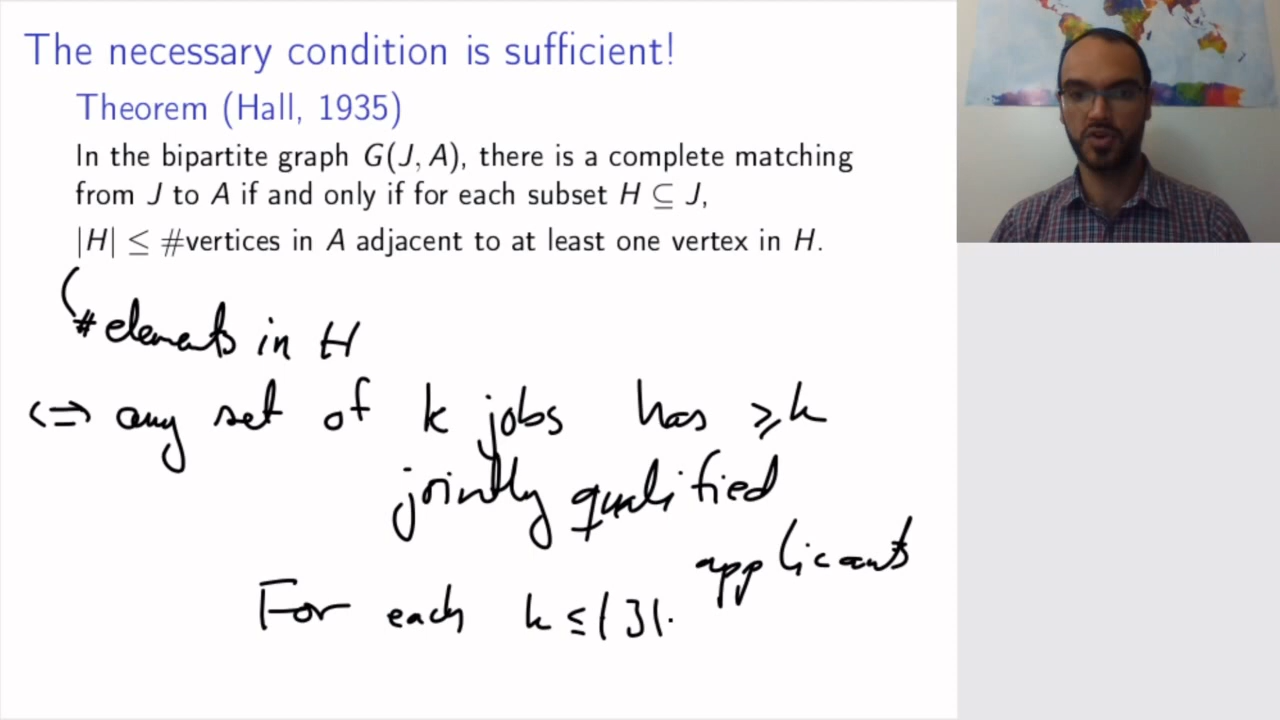 The necessary condition is sufficient!
Theorem (Hall, 1935)
In the bipartite graph G(J, A), there is a complete matching
from J to A if and only if for each subset H ⊆ J,
|H| ≤ #vertices in A adjacent to at least one vertex in H.
# elements in H
<=> any set of k jobs has ≥ k
jointly qualified
applicants
For each k ≤ |J|.